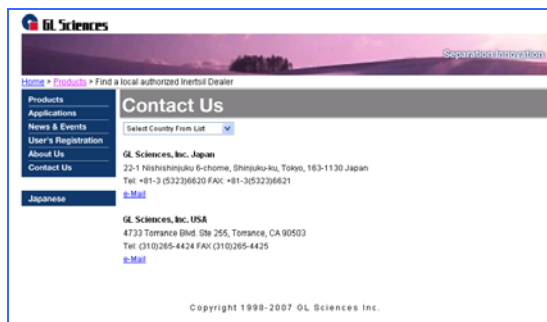 GL Sciences
Separation Innovation
Home > Products > Find a local authorized Inertsil Dealer
Products
Applications
News & Events
User's Registration
About Us
Contact Us
Japanese
Contact Us
Select Country From List
GL Sciences, Inc. Japan
22-1 Nishishinjuku 6-chome, Shinjuku-ku, Tokyo, 163-1130 Japan
Tel: +81-3 (5323)6620 FAX: +81-3(5323)6621
e-Mail
GL Sciences, Inc. USA
4733 Torrance Blvd. Ste 255, Torrance, CA 90503
Tel: (310)265-4424 FAX (310)265-4425
e-Mail
Copyright 1998-2007 GL Sciences Inc.